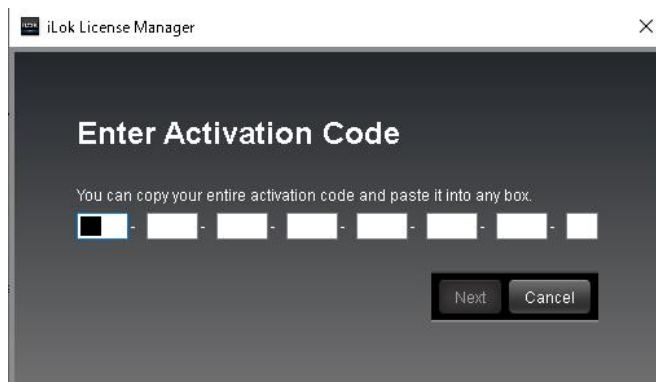 iLok License Manager
Enter Activation Code
You can copy your entire activation code and paste it into any box.
- - - - - - -
Next Cancel